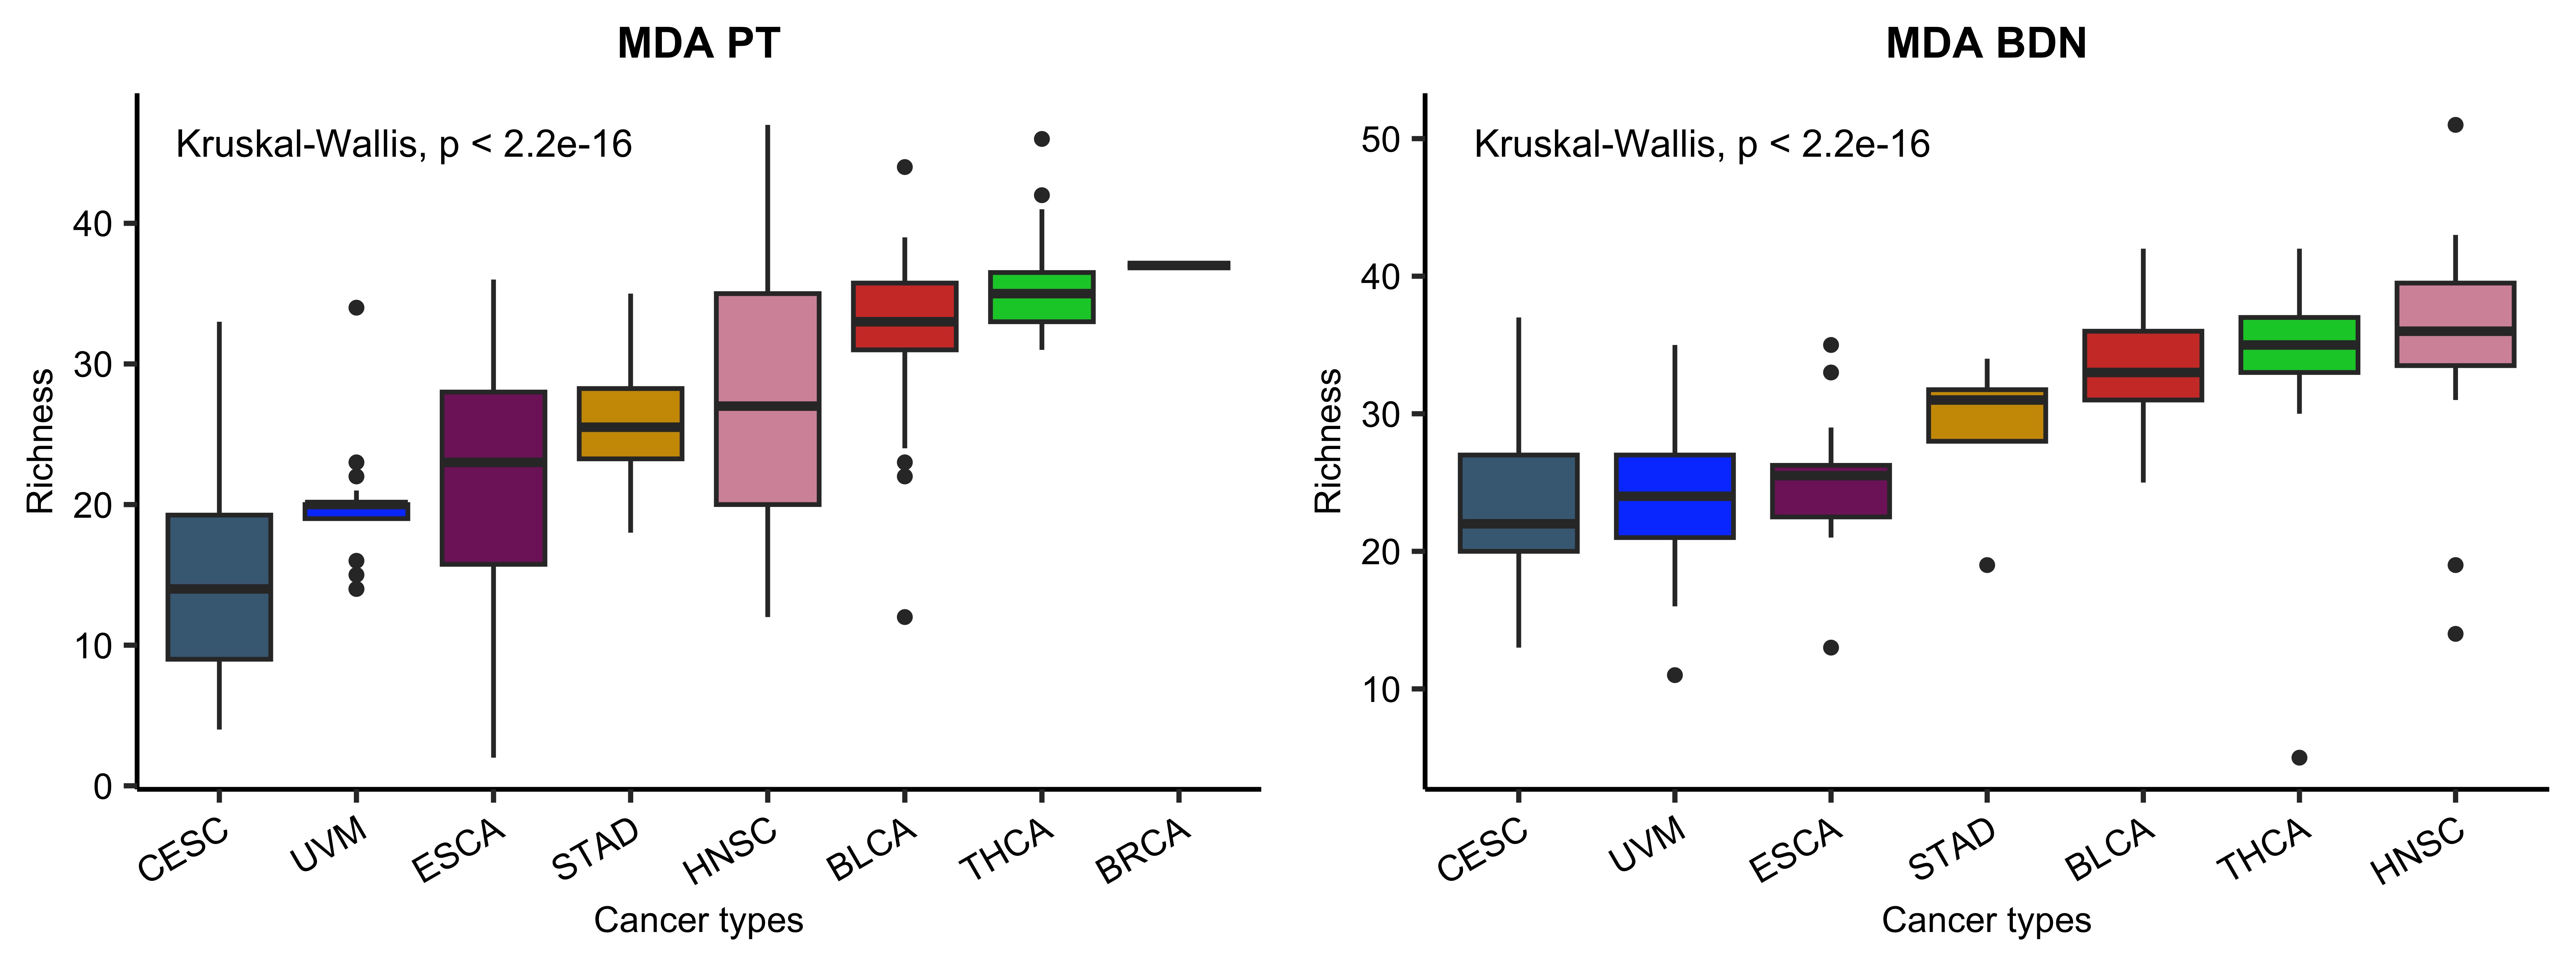 MDA PT
Kruskal-Wallis, p < 2.2e-16
Richness
40
30
20
10
0
CESC
UVM
ESCA
STAD
HNSC
BLCA
THCA
BRCA
Cancer types
MDA BDN
Kruskal-Wallis, p < 2.2e-16
Richness
50
40
30
20
10
CESC
UVM
ESCA
STAD
BLCA
THCA
HNSC
Cancer types